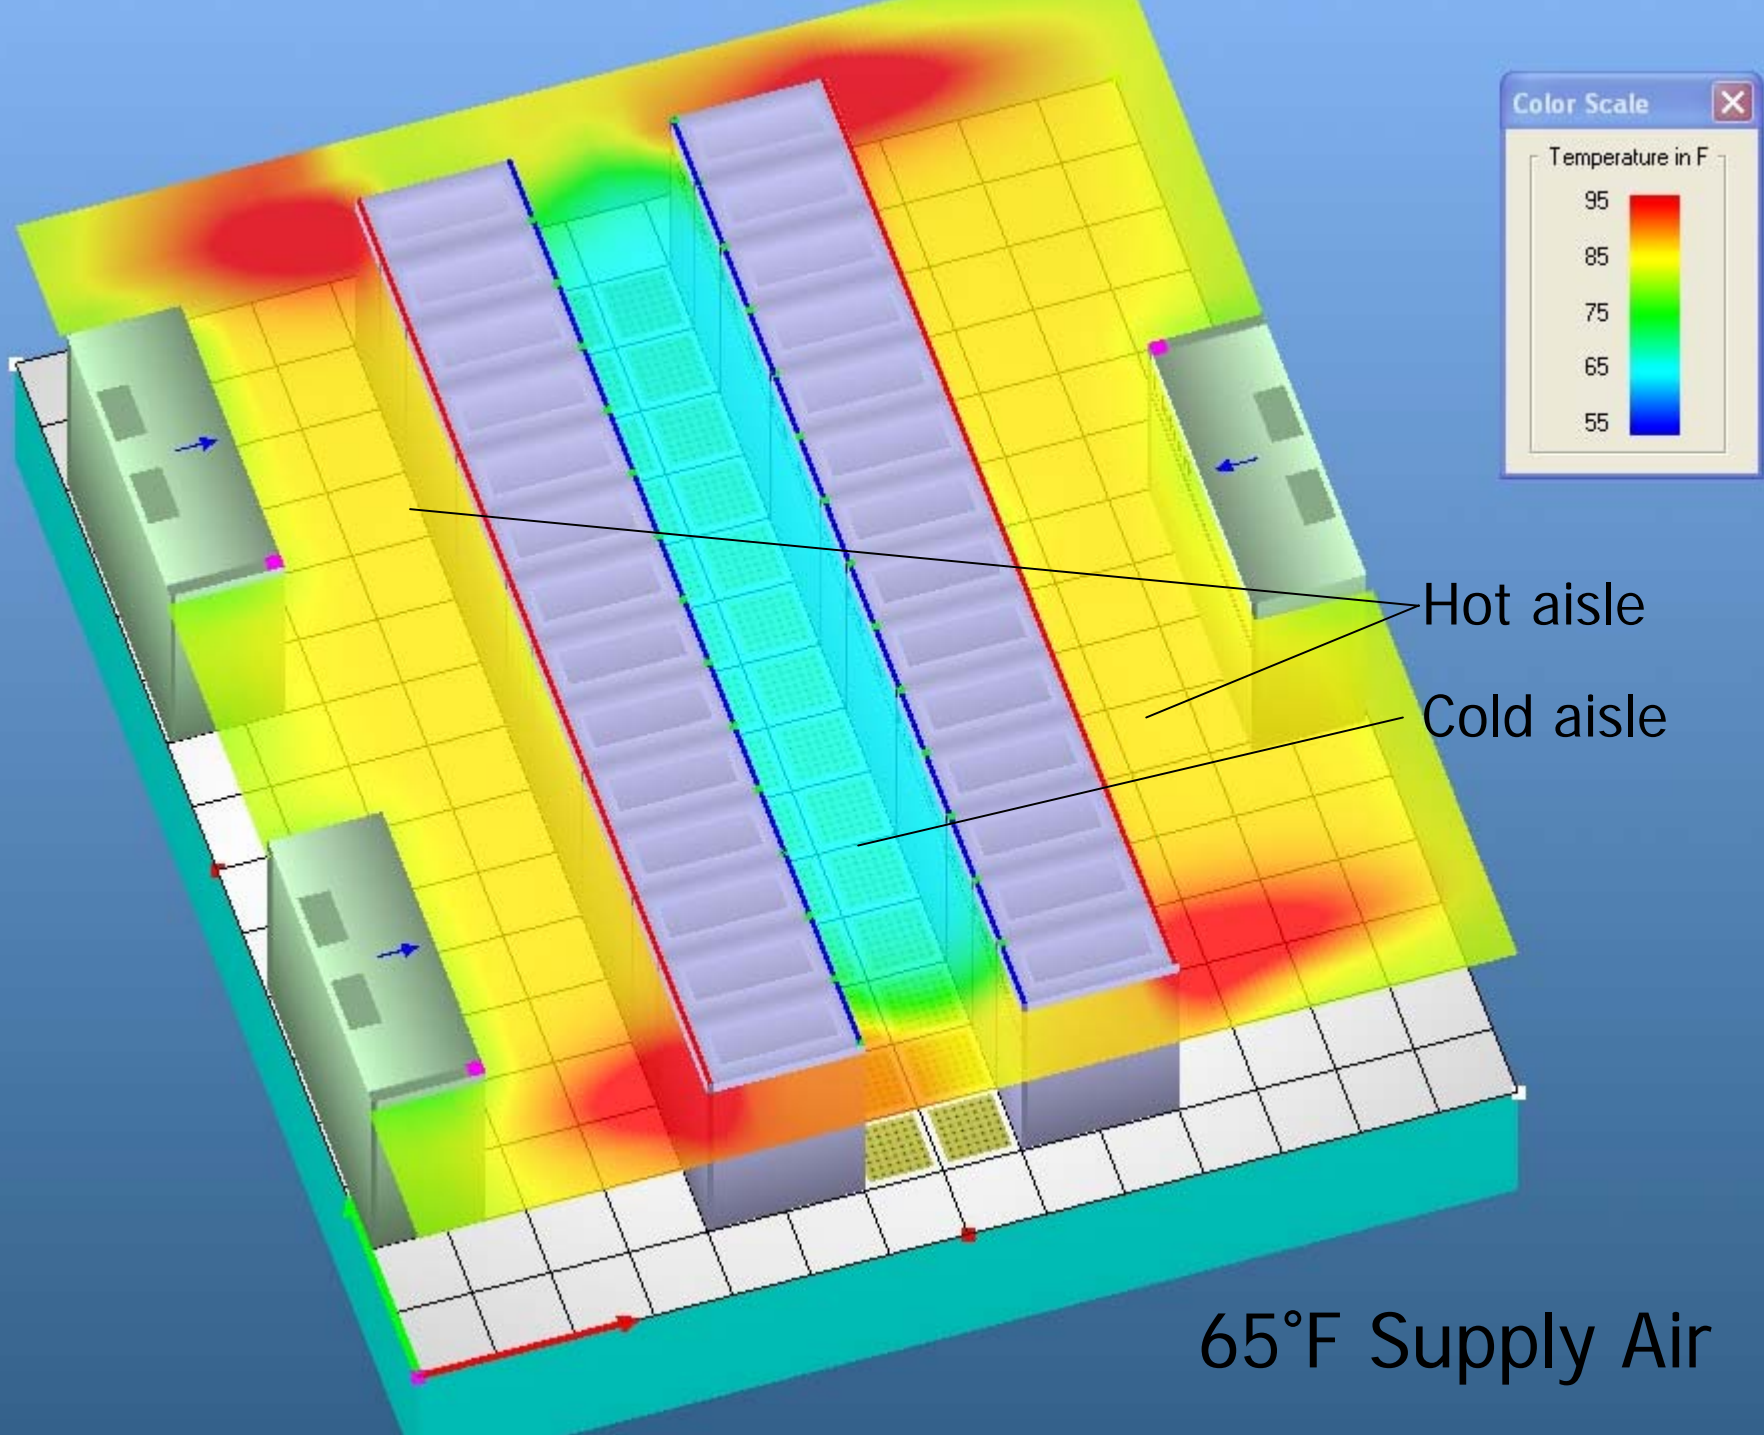 Color Scale
Temperature in F
95
85
75
65
55
Hot aisle
Cold aisle
65°F Supply Air